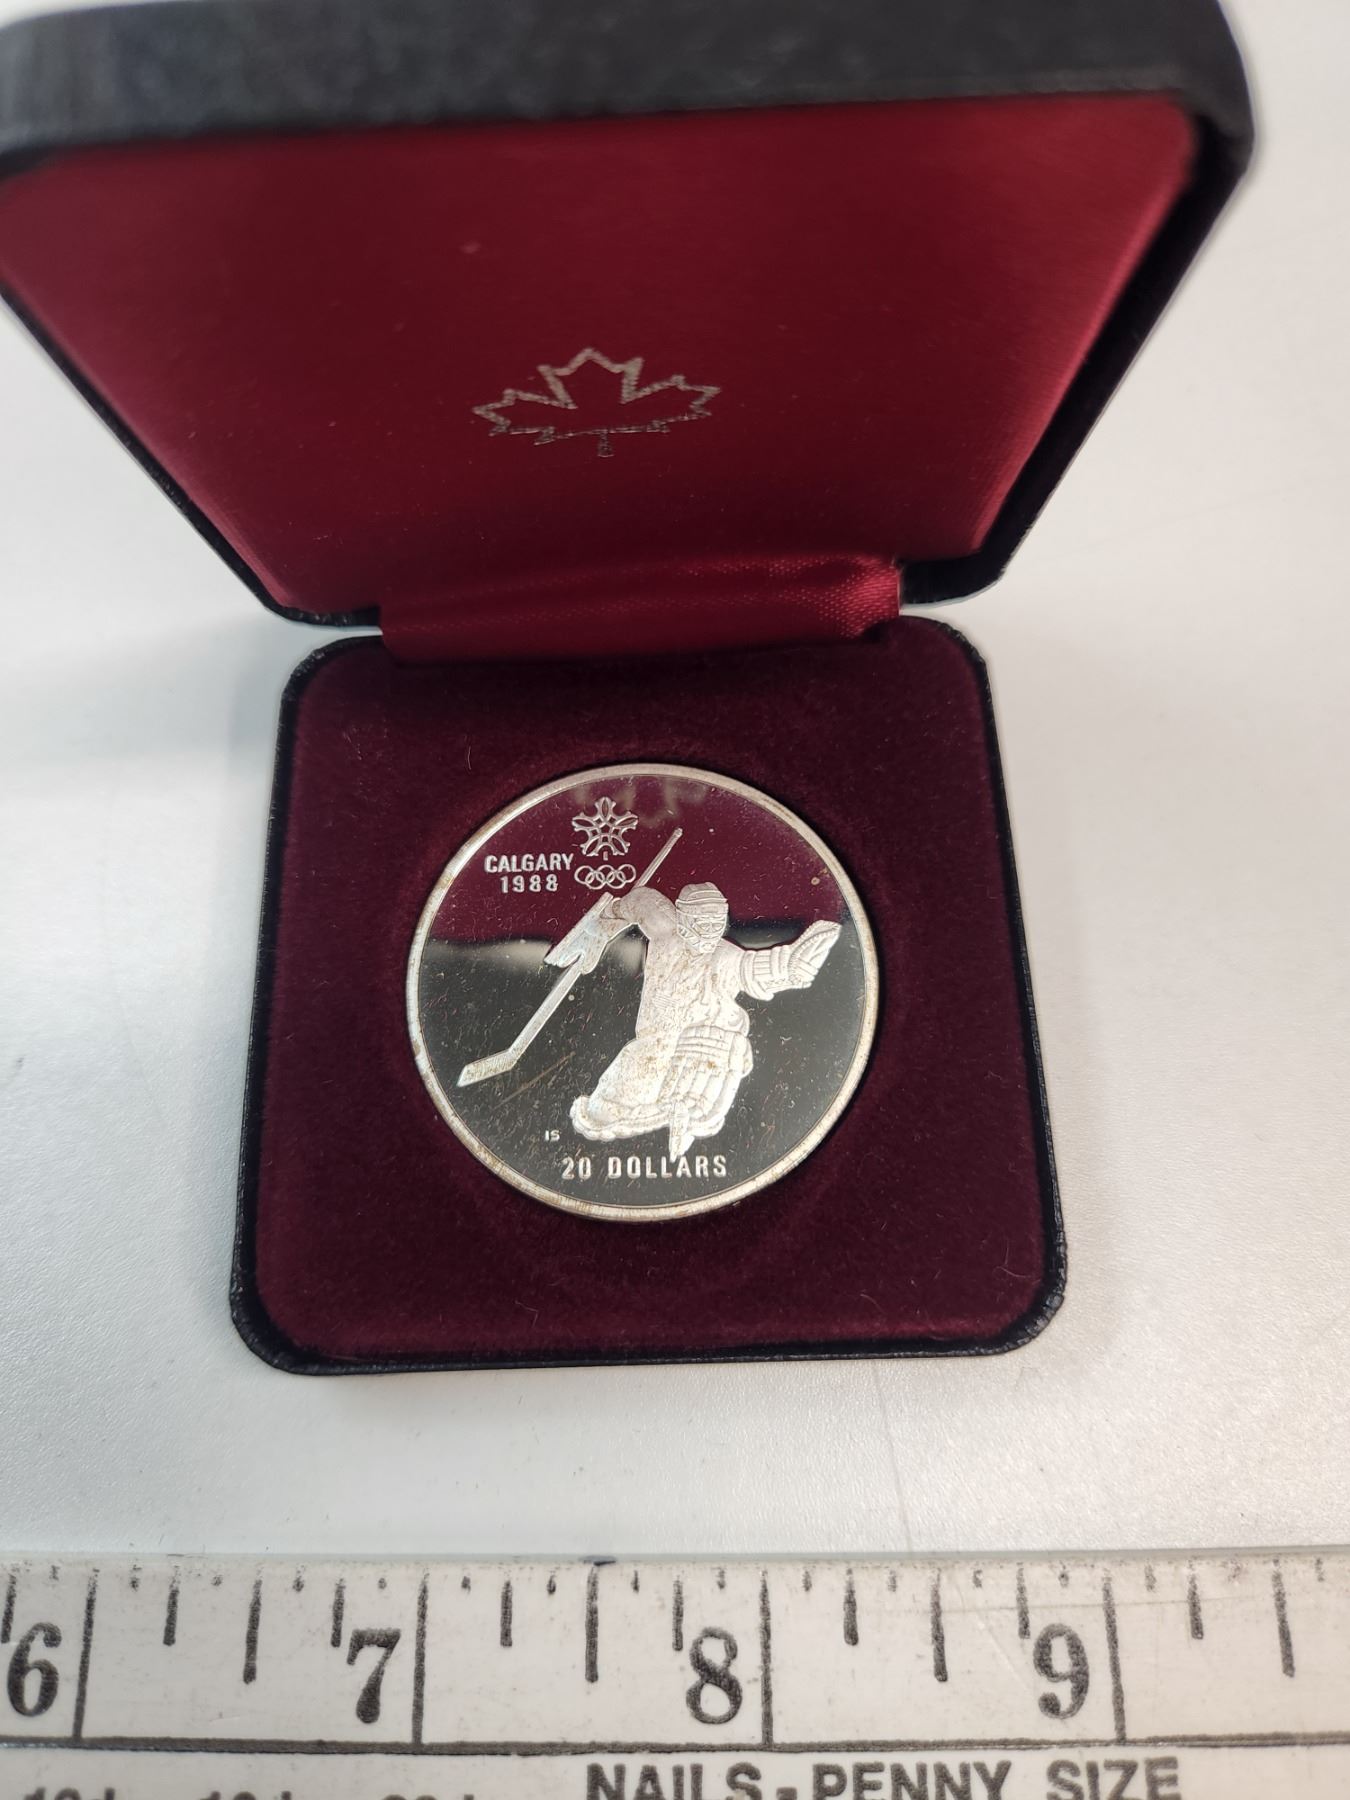 CALGARY
1988
IS
20 DOLLARS
6 7 8 9
NAILS - PENNY SIZE